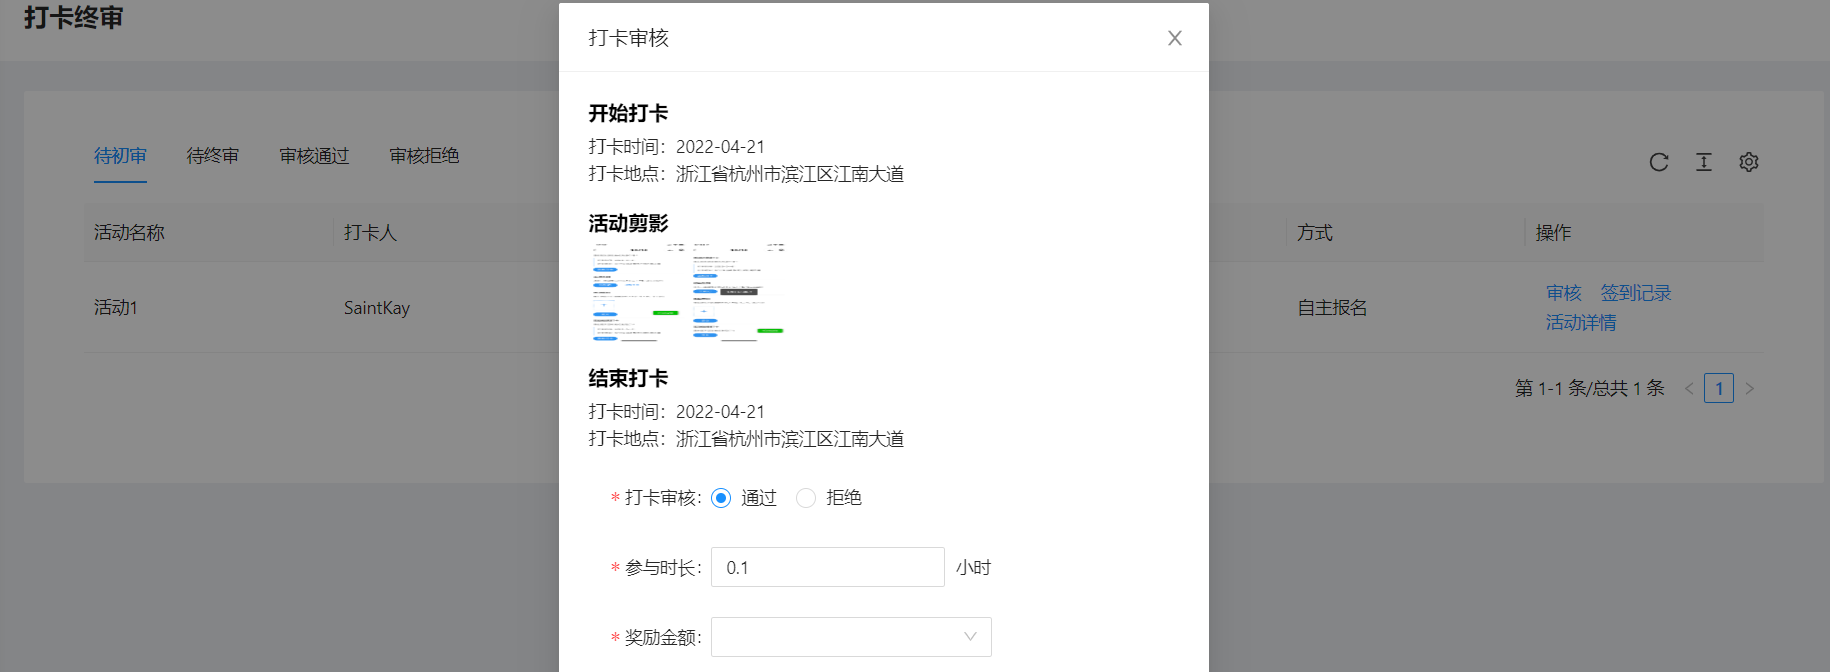 打卡终审
打卡审核
开始打卡
打卡时间：2022-04-21
打卡地点：浙江省杭州市滨江区江南大道
待初审 待终审 审核通过 审核拒绝
活动剪影
活动名称 打卡人 方式 操作
活动1 SaintKay 自主报名 审核 签到记录
活动详情
结束打卡
第 1-1 条/总共 1 条 < 1 >
打卡时间：2022-04-21
打卡地点：浙江省杭州市滨江区江南大道
* 打卡审核： 通过 拒绝
* 参与时长： 0.1 小时
* 奖励金额：